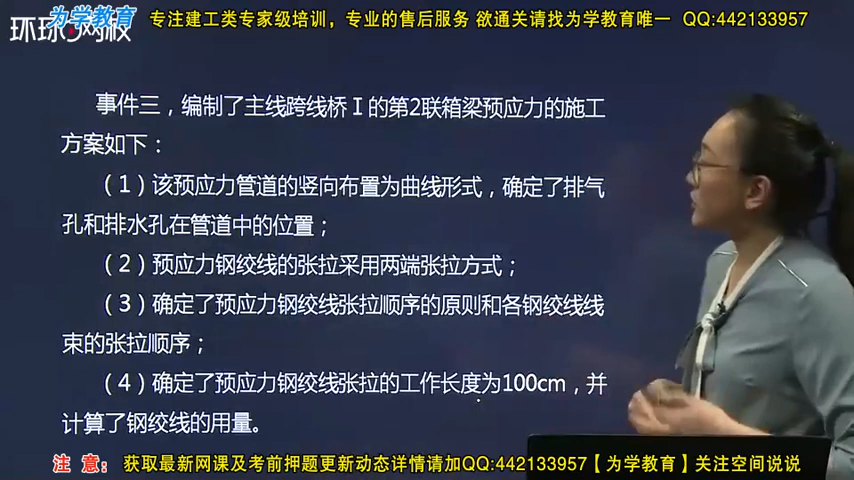 为学教育 专注建工类专家级培训，专业的售后服务 欲通关请找为学教育唯一 QQ:442133957
环球网校
事件三，编制了主线跨线桥Ⅰ的第2联箱梁预应力的施工
方案如下：
（1）该预应力管道的竖向布置为曲线形式，确定了排气
孔和排水孔在管道中的位置；
（2）预应力钢绞线的张拉采用两端张拉方式；
（3）确定了预应力钢绞线张拉顺序的原则和各钢绞线线
束的张拉顺序；
（4）确定了预应力钢绞线张拉的工作长度为100cm，并
计算了钢绞线的用量。
注 意： 获取最新网课及考前押题更新动态详情请加QQ:442133957【为学教育】关注空间说说